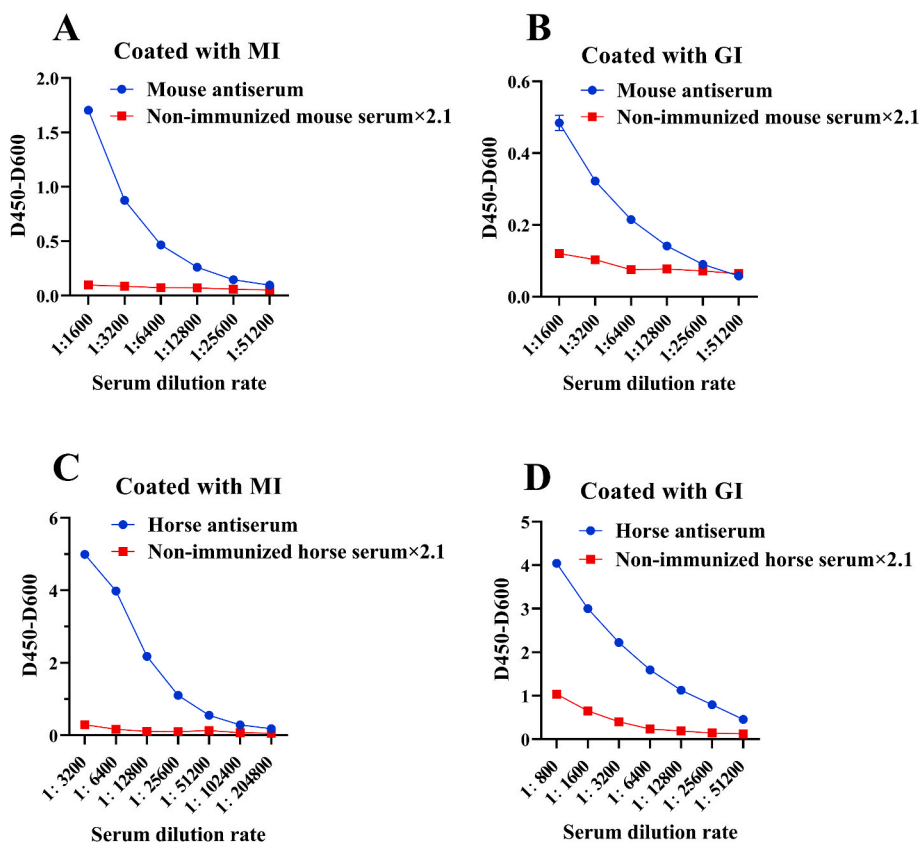 A
Coated with MI
Mouse antiserum
Non-immunized mouse serum×2.1
D450-D600
2.0
1.5
1.0
0.5
0.0
1:1600
1:3200
1:6400
1:12800
1:25600
1:51200
Serum dilution rate
B
Coated with GI
Mouse antiserum
Non-immunized mouse serum×2.1
D450-D600
0.6
0.4
0.2
0.0
1:1600
1:3200
1:6400
1:12800
1:25600
1:51200
Serum dilution rate
C
Coated with MI
Horse antiserum
Non-immunized horse serum×2.1
D450-D600
6
4
2
0
1: 3200
1: 6400
1: 12800
1: 25600
1: 51200
1: 102400
1: 204800
Serum dilution rate
D
Coated with GI
Horse antiserum
Non-immunized horse serum×2.1
D450-D600
5
4
3
2
1
0
1: 800
1: 1600
1: 3200
1: 6400
1: 12800
1: 25600
1: 51200
Serum dilution rate